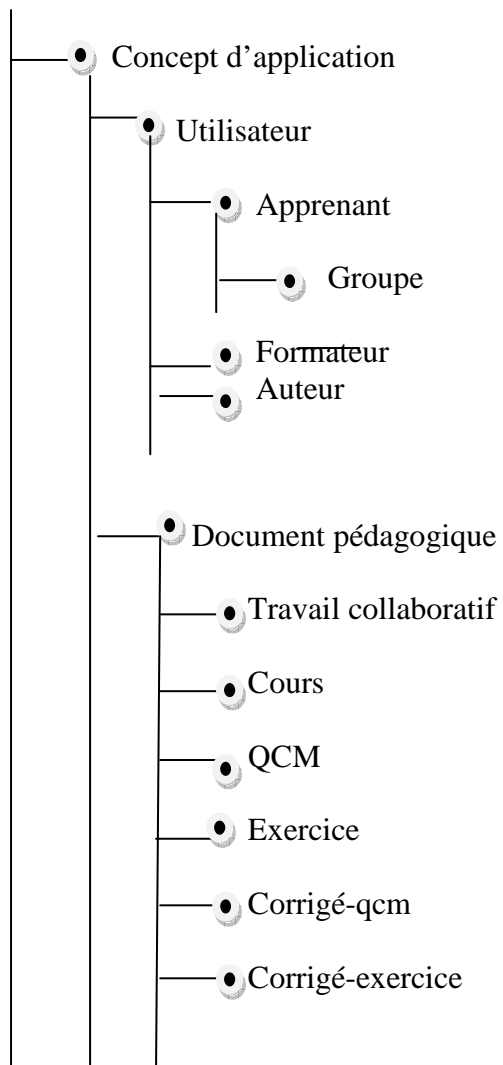 Concept d'application
Utilisateur
Apprenant
Groupe
Formateur
Auteur
Document pédagogique
Travail collaboratif
Cours
QCM
Exercice
Corrigé-qcm
Corrigé-exercice